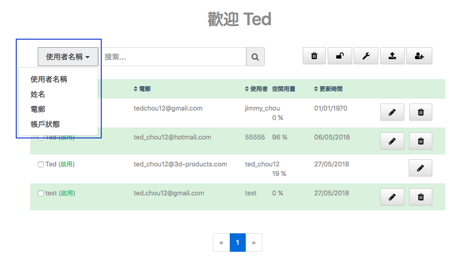 歡迎 Ted
使用者名稱 搜索...
使用者名稱
姓名
電郵
帳戶狀態
電郵 使用者 空間用量 更新時間
tedchou12@gmail.com jimmy_chou 0 % 01/01/1970
Ted (啟用) ted_chou12@hotmail.com 55555 96 % 06/05/2018
Ted (啟用) ted_chou12@3d-products.com ted_chou12 19 % 27/05/2018
test (啟用) ted.chou12@gmail.com test 0 % 27/05/2018
« 1 »